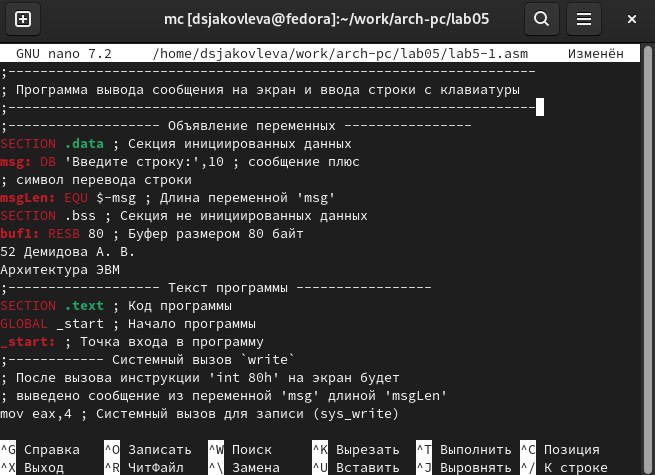 mc [dsjakovleva@fedora]:~/work/arch-pc/lab05
GNU nano 7.2 /home/dsjakovleva/work/arch-pc/lab05/lab5-1.asm Изменён
;------------------------------------------------------------------
; Программа вывода сообщения на экран и ввода строки с клавиатуры
;------------------------------------------------------------------
;------------------- Объявление переменных ----------------
SECTION .data ; Секция инициированных данных
msg: DB 'Введите строку:',10 ; сообщение плюс
; символ перевода строки
msgLen: EQU $-msg ; Длина переменной 'msg'
SECTION .bss ; Секция не инициированных данных
buf1: RESB 80 ; Буфер размером 80 байт
52 Демидова А. В.
Архитектура ЭВМ
;------------------- Текст программы -----------------
SECTION .text ; Код программы
GLOBAL _start ; Начало программы
_start: ; Точка входа в программу
;------------ Системный вызов `write`
; После вызова инструкции 'int 80h' на экран будет
; выведено сообщение из переменной 'msg' длиной 'msgLen'
mov eax,4 ; Системный вызов для записи (sys_write)
^G Справка ^O Записать ^W Поиск ^K Вырезать ^T Выполнить ^C Позиция
^X Выход ^R ЧитФайл ^\ Замена ^U Вставить ^J Выровнять ^/ К строке